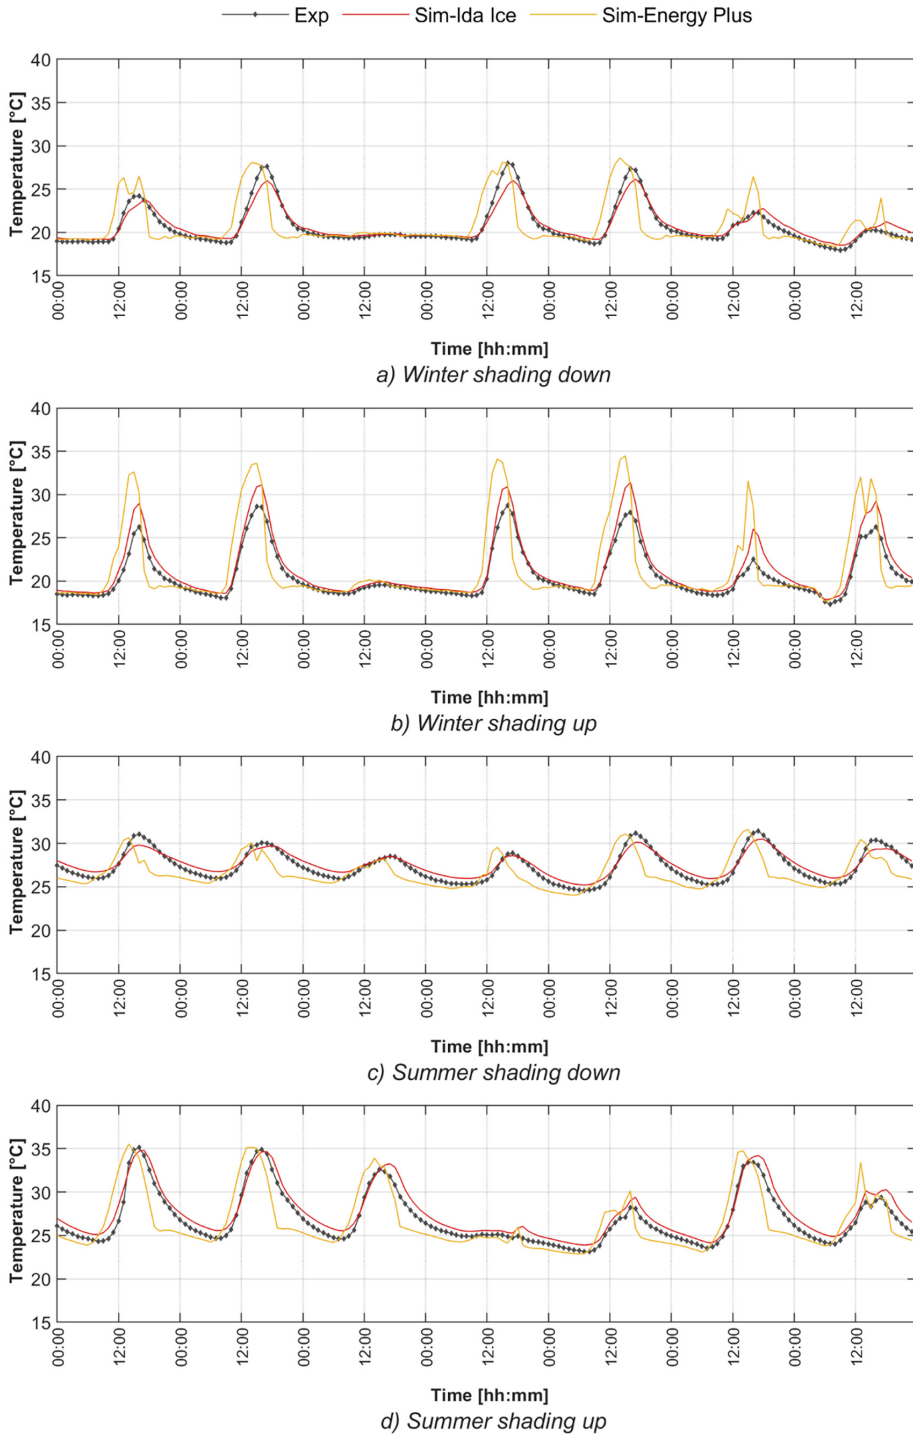 Exp Sim-Ida Ice Sim-Energy Plus
40
35
30
25
20
15
Temperature [°C]
00:00 12:00 00:00 12:00 00:00 12:00 00:00 12:00 00:00 12:00 00:00 12:00 00:00 12:00
Time [hh:mm]
a) Winter shading down
40
35
30
25
20
15
Temperature [°C]
00:00 12:00 00:00 12:00 00:00 12:00 00:00 12:00 00:00 12:00 00:00 12:00 00:00 12:00
Time [hh:mm]
b) Winter shading up
40
35
30
25
20
15
Temperature [°C]
00:00 12:00 00:00 12:00 00:00 12:00 00:00 12:00 00:00 12:00 00:00 12:00 00:00 12:00
Time [hh:mm]
c) Summer shading down
40
35
30
25
20
15
Temperature [°C]
00:00 12:00 00:00 12:00 00:00 12:00 00:00 12:00 00:00 12:00 00:00 12:00 00:00 12:00
Time [hh:mm]
d) Summer shading up